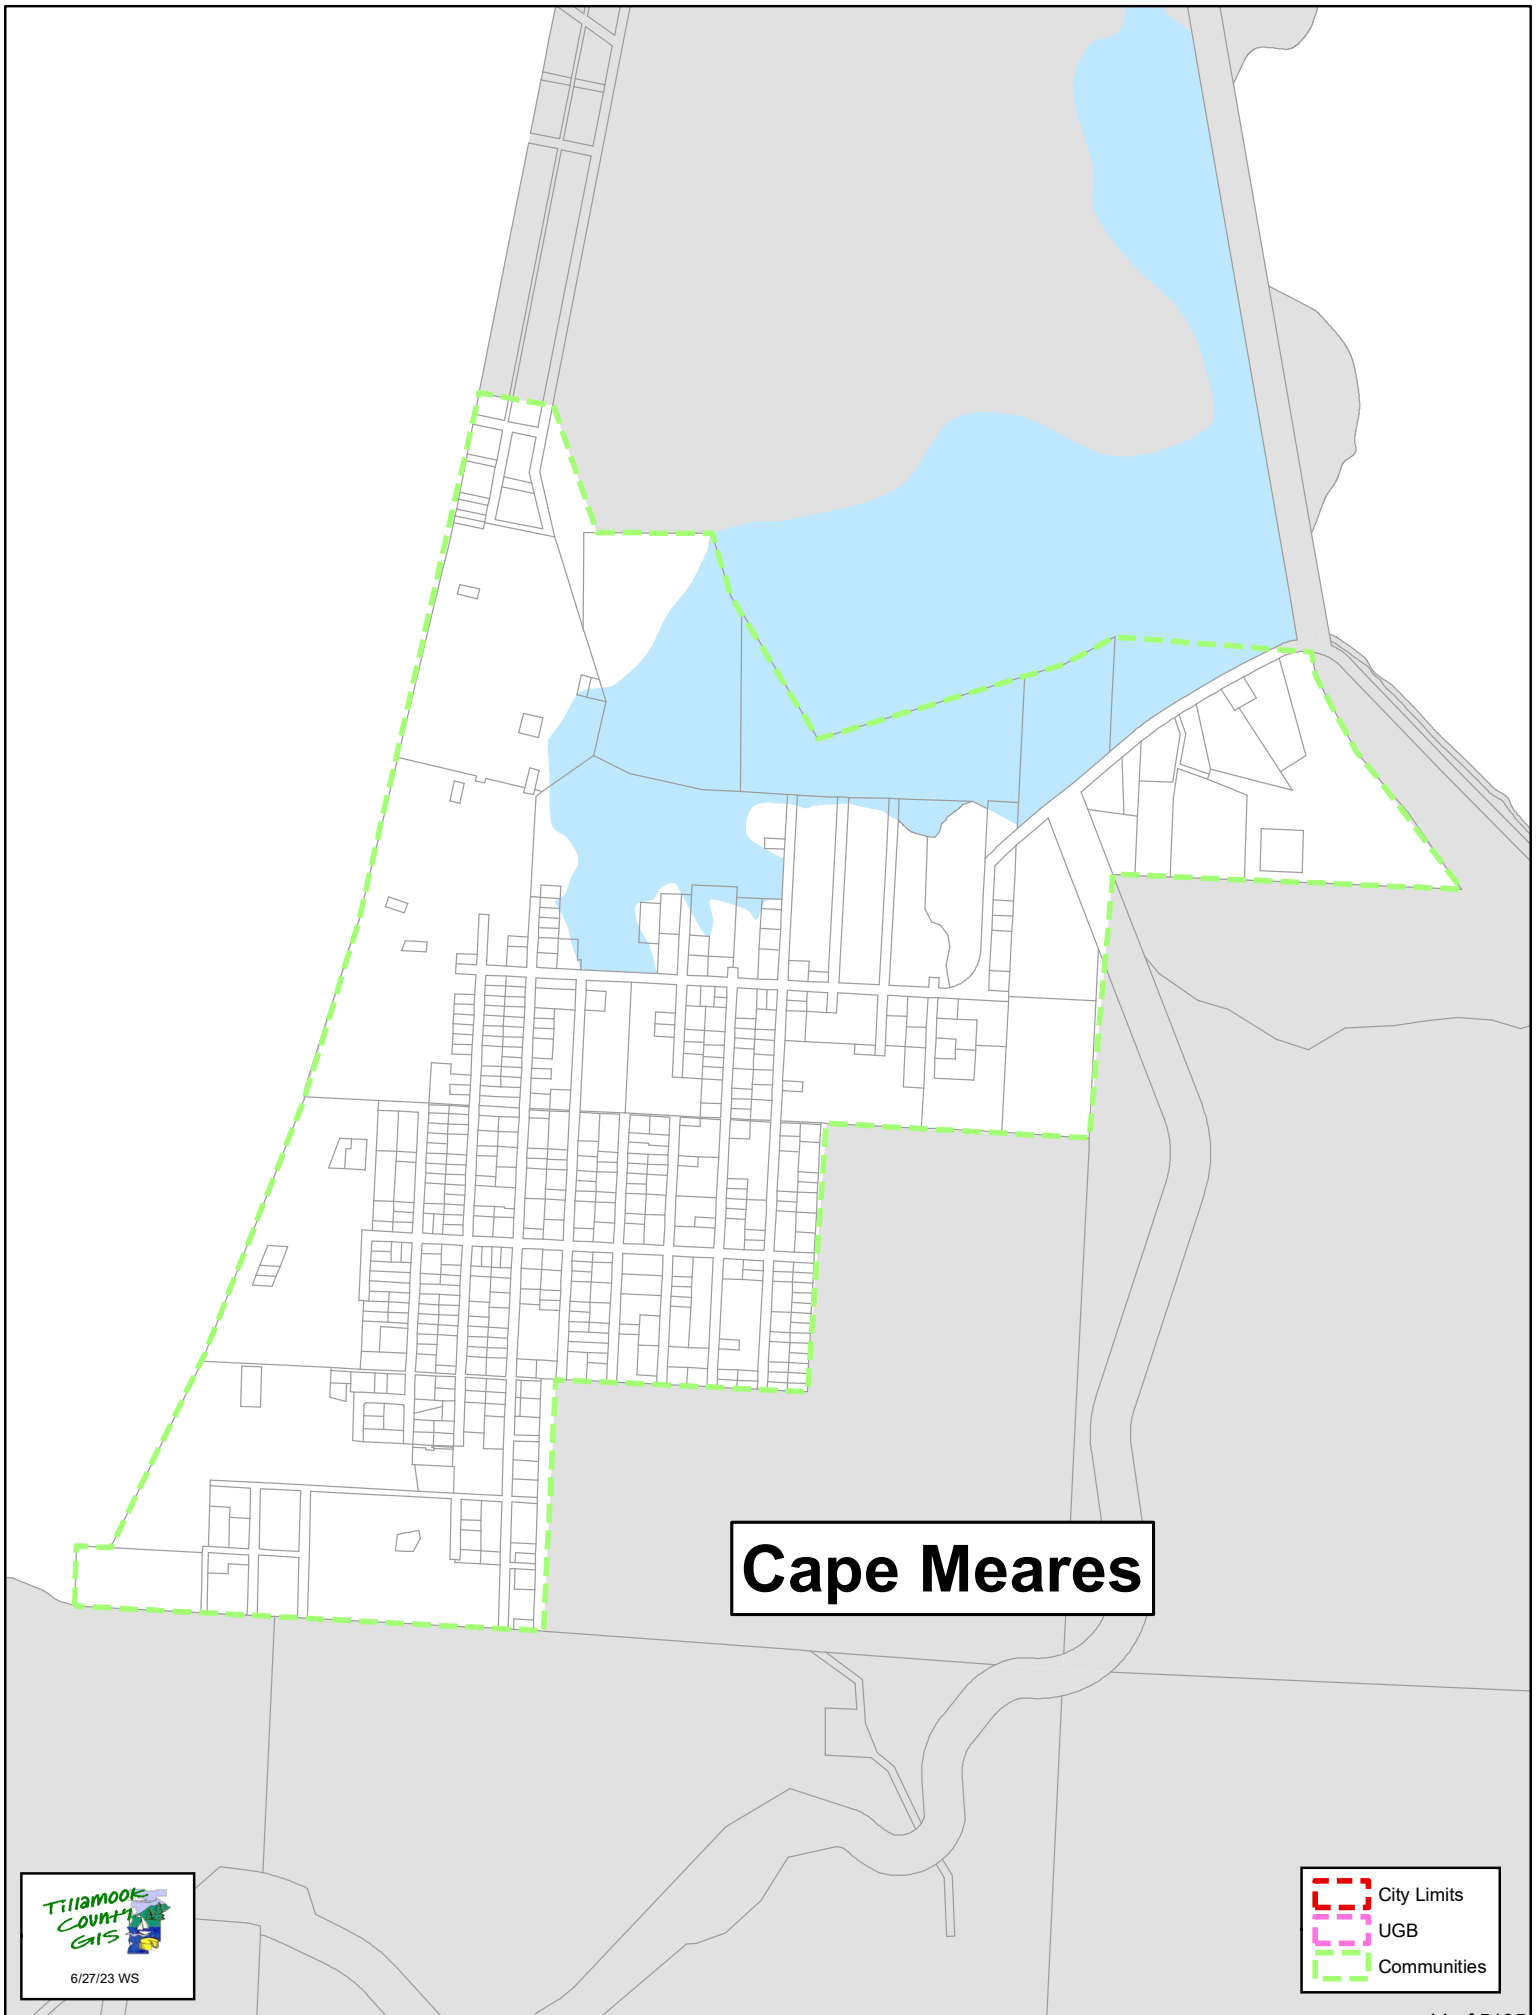 Cape Meares
Tillamook
County
GIS
6/27/23 WS
City Limits
UGB
Communities